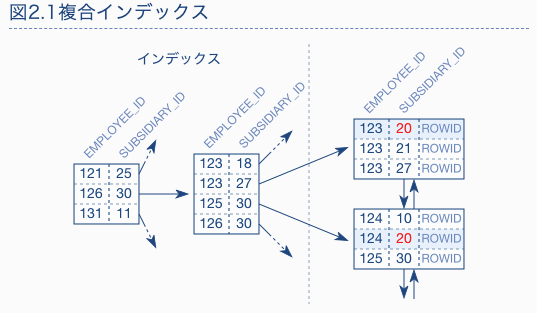 図2.1複合インデックス
インデックス
EMPLOYEE_ID
SUBSIDIARY_ID
121 25
126 30
131 11
EMPLOYEE_ID
SUBSIDIARY_ID
123 18
123 27
125 30
126 30
EMPLOYEE_ID
SUBSIDIARY_ID
123 20 ROWID
123 21 ROWID
123 27 ROWID
124 10 ROWID
124 20 ROWID
125 30 ROWID